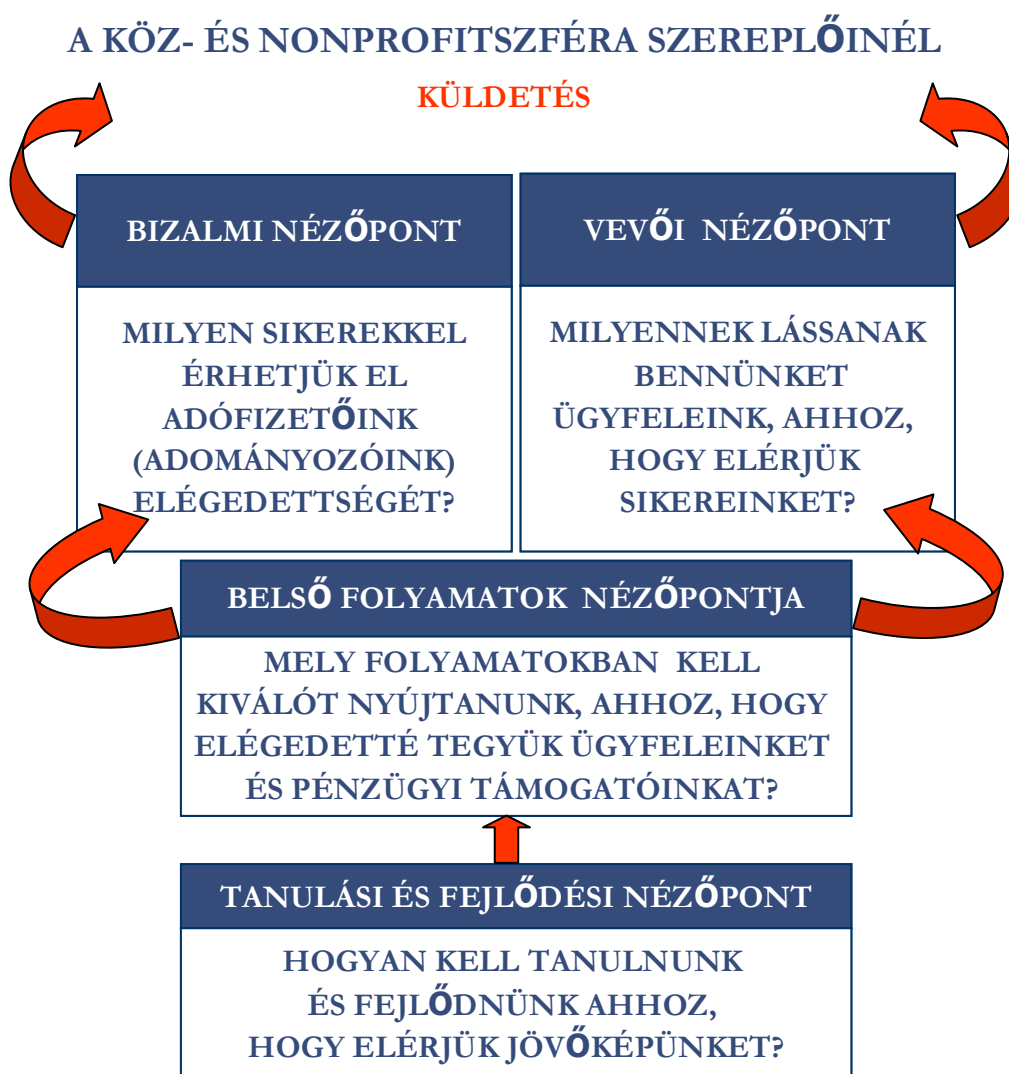 A KÖZ- ÉS NONPROFITSZFÉRA SZEREPLŐINÉL
KÜLDETÉS
BIZALMI NÉZŐPONT
MILYEN SIKEREKKEL
ÉRHETJÜK EL
ADÓFIZETŐINK
(ADOMÁNYOZÓINK)
ELÉGEDETTSÉGÉT?
VEVŐI NÉZŐPONT
MILYENNEK LÁSSANAK
BENNÜNKET
ÜGYFELEINK, AHHOZ,
HOGY ELÉRJÜK
SIKEREINKET?
BELSŐ FOLYAMATOK NÉZŐPONTJA
MELY FOLYAMATOKBAN KELL
KIVÁLÓT NYÚJTANUNK, AHHOZ, HOGY
ELÉGEDETTÉ TEGYÜK ÜGYFELEINKET
ÉS PÉNZÜGYI TÁMOGATÓINKAT?
TANULÁSI ÉS FEJLŐDÉSI NÉZŐPONT
HOGYAN KELL TANULNUNK
ÉS FEJLŐDNÜNK AHHOZ,
HOGY ELÉRJÜK JÖVŐKÉPÜNKET?